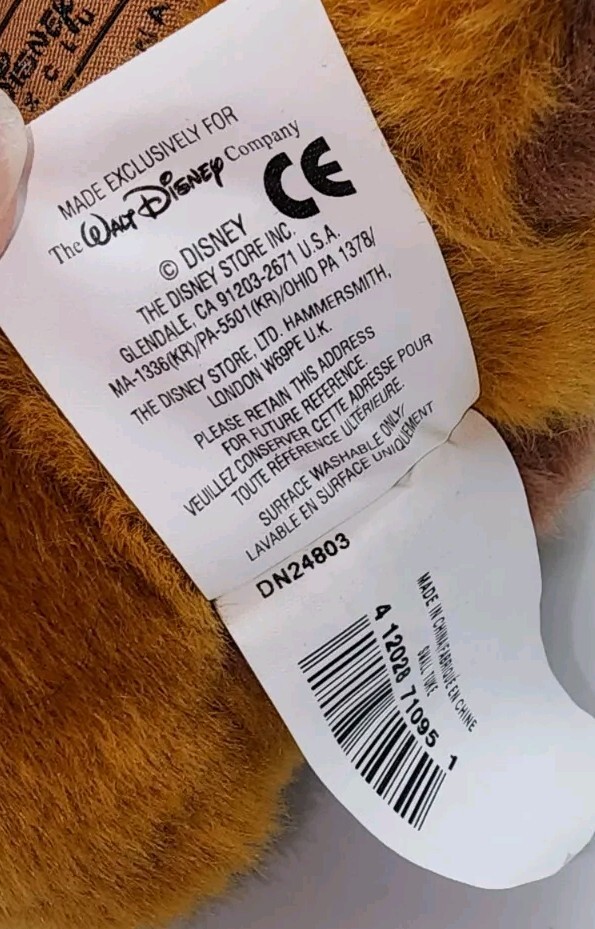 DISNEY
MADE EXCLUSIVELY FOR
The WALT DISNEY Company
CE
© DISNEY
THE DISNEY STORE INC.
GLENDALE, CA 91203-2671 U.S.A.
MA-1336(KR)/PA-5501(KR)/OHIO PA 1378/
THE DISNEY STORE, LTD. HAMMERSMITH,
LONDON W69PE U.K.
PLEASE RETAIN THIS ADDRESS
FOR FUTURE REFERENCE
VEUILLEZ CONSERVER CETTE ADRESSE POUR
TOUTE RÉFÉRENCE ULTÉRIEURE.
SURFACE WASHABLE ONLY/
LAVABLE EN SURFACE UNIQUEMENT
DN24803
MADE IN CHINA/FABRIQUÉ EN CHINE
SMALL TUKE
4 12028 71095 1